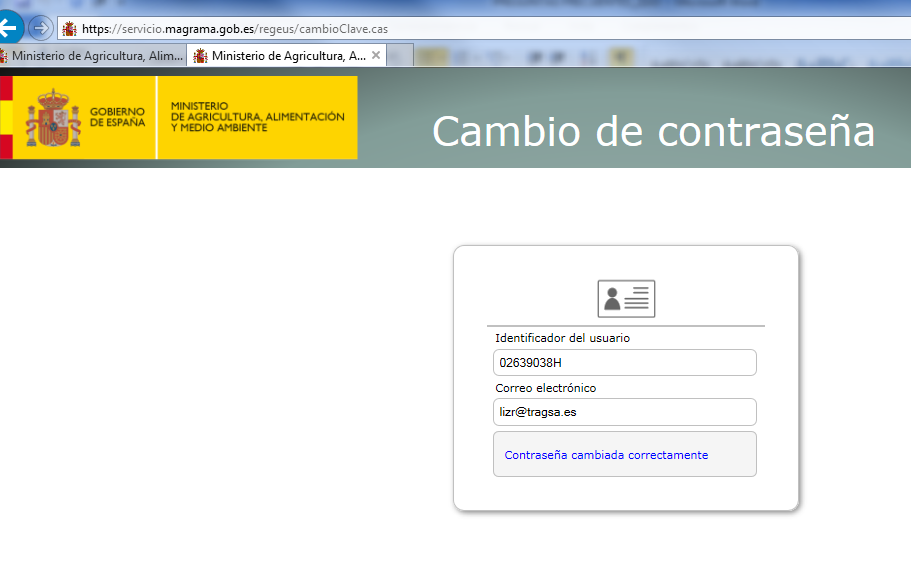 https://servicio.magrama.gob.es/regeus/cambioClave.cas
Ministerio de Agricultura, Alim...
Ministerio de Agricultura, A...
GOBIERNO
DE ESPAÑA
MINISTERIO
DE AGRICULTURA, ALIMENTACIÓN
Y MEDIO AMBIENTE
Cambio de contraseña
Identificador del usuario
02639038H
Correo electrónico
lizr@tragsa.es
Contraseña cambiada correctamente